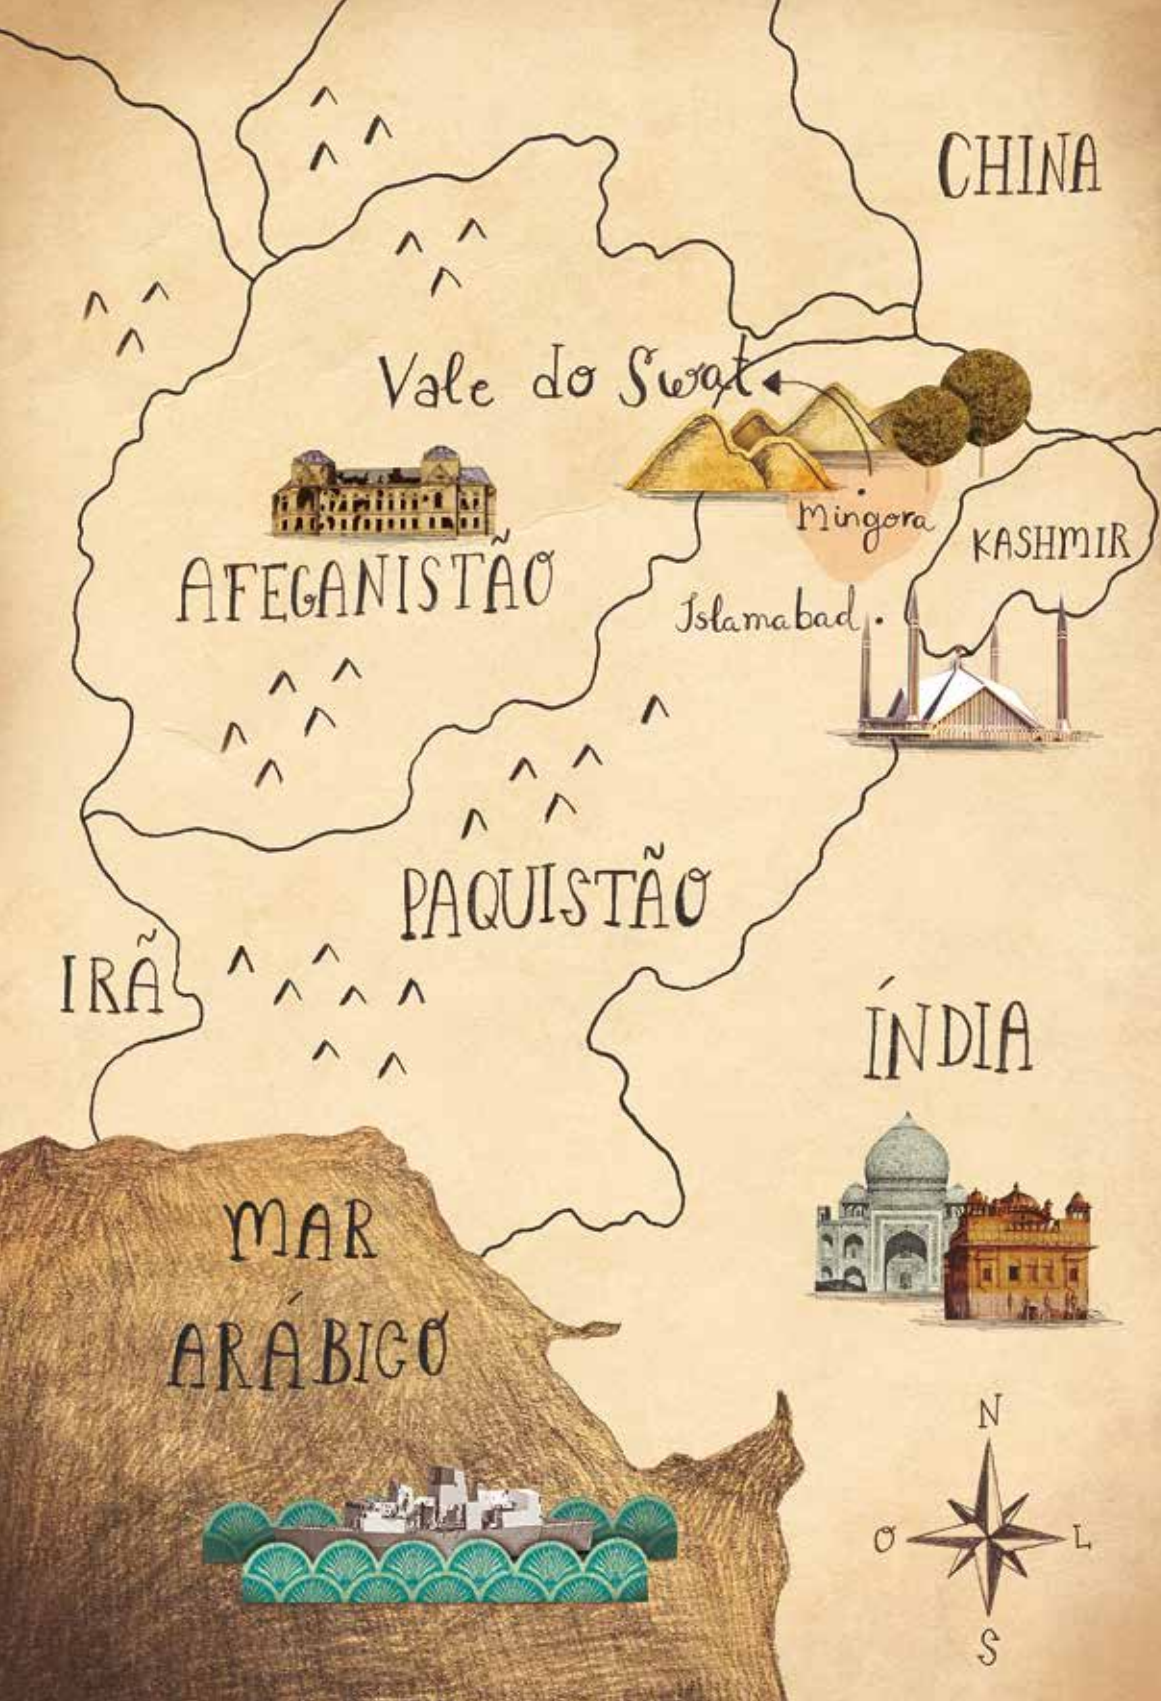 CHINA
Vale do Swat
Mingora
KASHMIR
AFEGANISTÃO
Islamabad
PAQUISTÃO
IRÃ
ÍNDIA
MAR
ARÁBICO
N
O
L
S